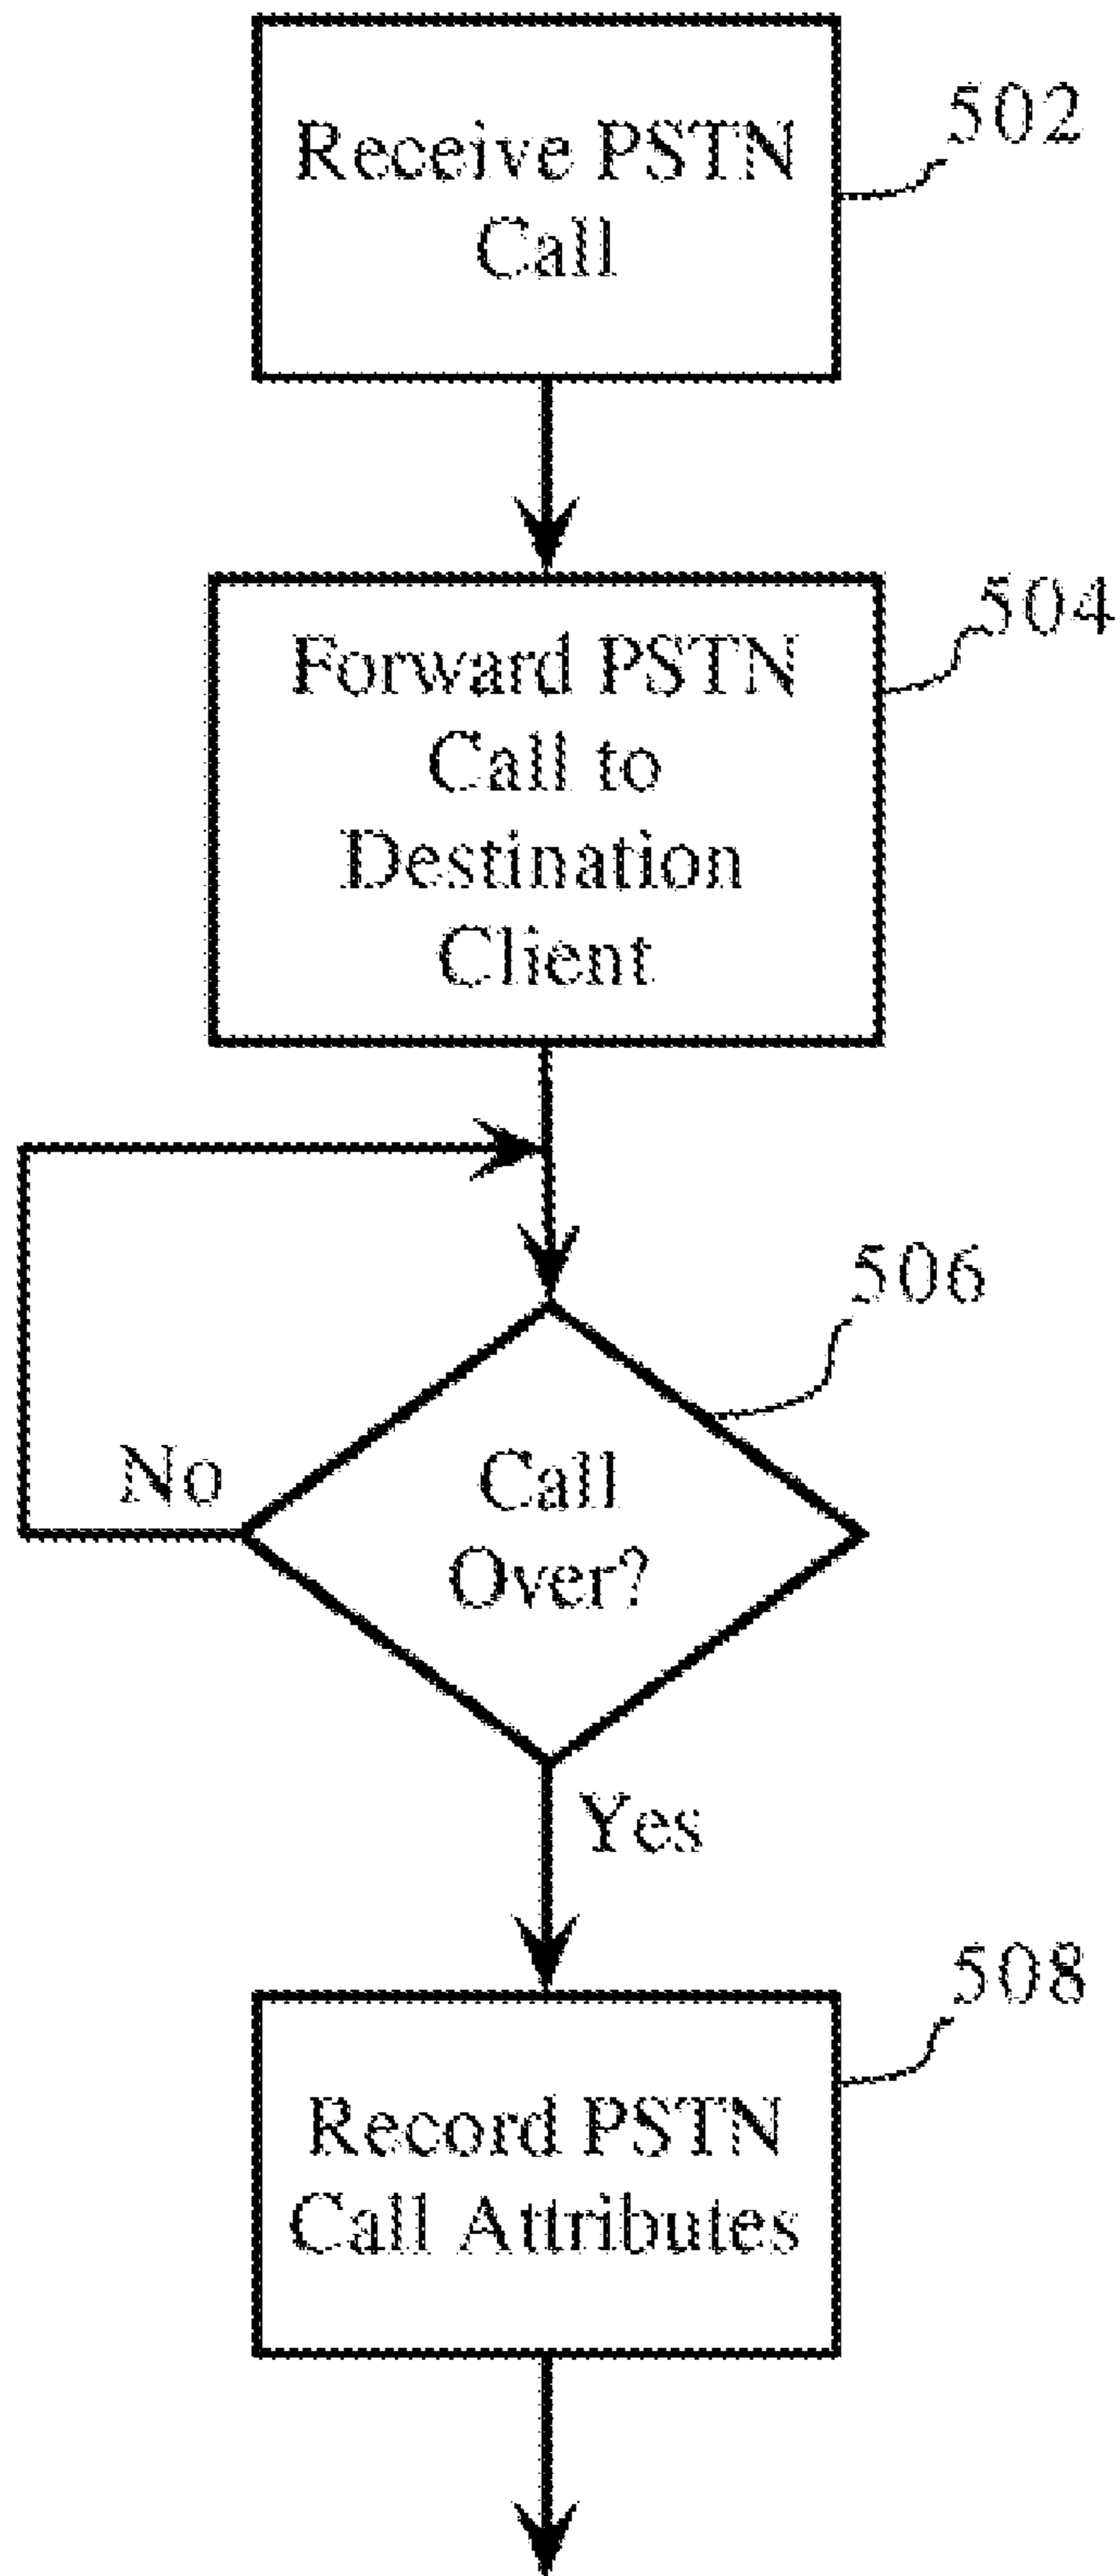 Receive PSTN
Call
502
Forward PSTN
Call to
Destination
Client
504
506
No
Call
Over?
Yes
508
Record PSTN
Call Attributes